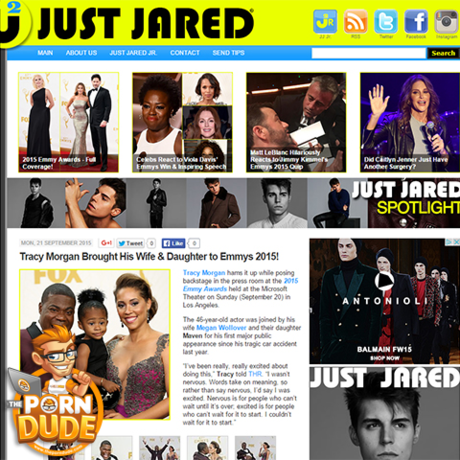 2
JUST JARED
JJ Jr.
RSS
Twitter
Facebook
Instagram
MAIN ABOUT US JUST JARED JR. CONTACT SEND TIPS
Search
2015 Emmy Awards - Full Coverage!
Celebs React to Viola Davis' Emmys Win & Inspiring Speech
Matt LeBlanc Hilariously Reacts to Jimmy Kimmel's Emmys 2015 Quip
Did Caitlyn Jenner Just Have Another Surgery?
JUST JARED
SPOTLIGHT
MON, 21 SEPTEMBER 2015
G+1
Tweet 0
Like 0
Tracy Morgan Brought His Wife & Daughter to Emmys 2015!
FOX
Tracy Morgan hams it up while posing
backstage in the press room at the 2015
Emmy Awards held at the Microsoft
Theater on Sunday (September 20) in
Los Angeles.
The 46-year-old actor was joined by his
wife Megan Wollover and their daughter
Maven for his first major public
appearance since his tragic car accident
last year.
"I've been really, really excited about
doing this," Tracy told THR. "I wasn't
nervous. Words take on meaning, so
rather than say nervous, I'd say I was
excited. Nervous is for people who can't
wait until it's over, excited is for people
who can't wait for it to start. I couldn't
wait for it to start."
ANTONIOLI
BALMAIN FW15
SHOP NOW
JUST JARED
THE
PORN
DUDE